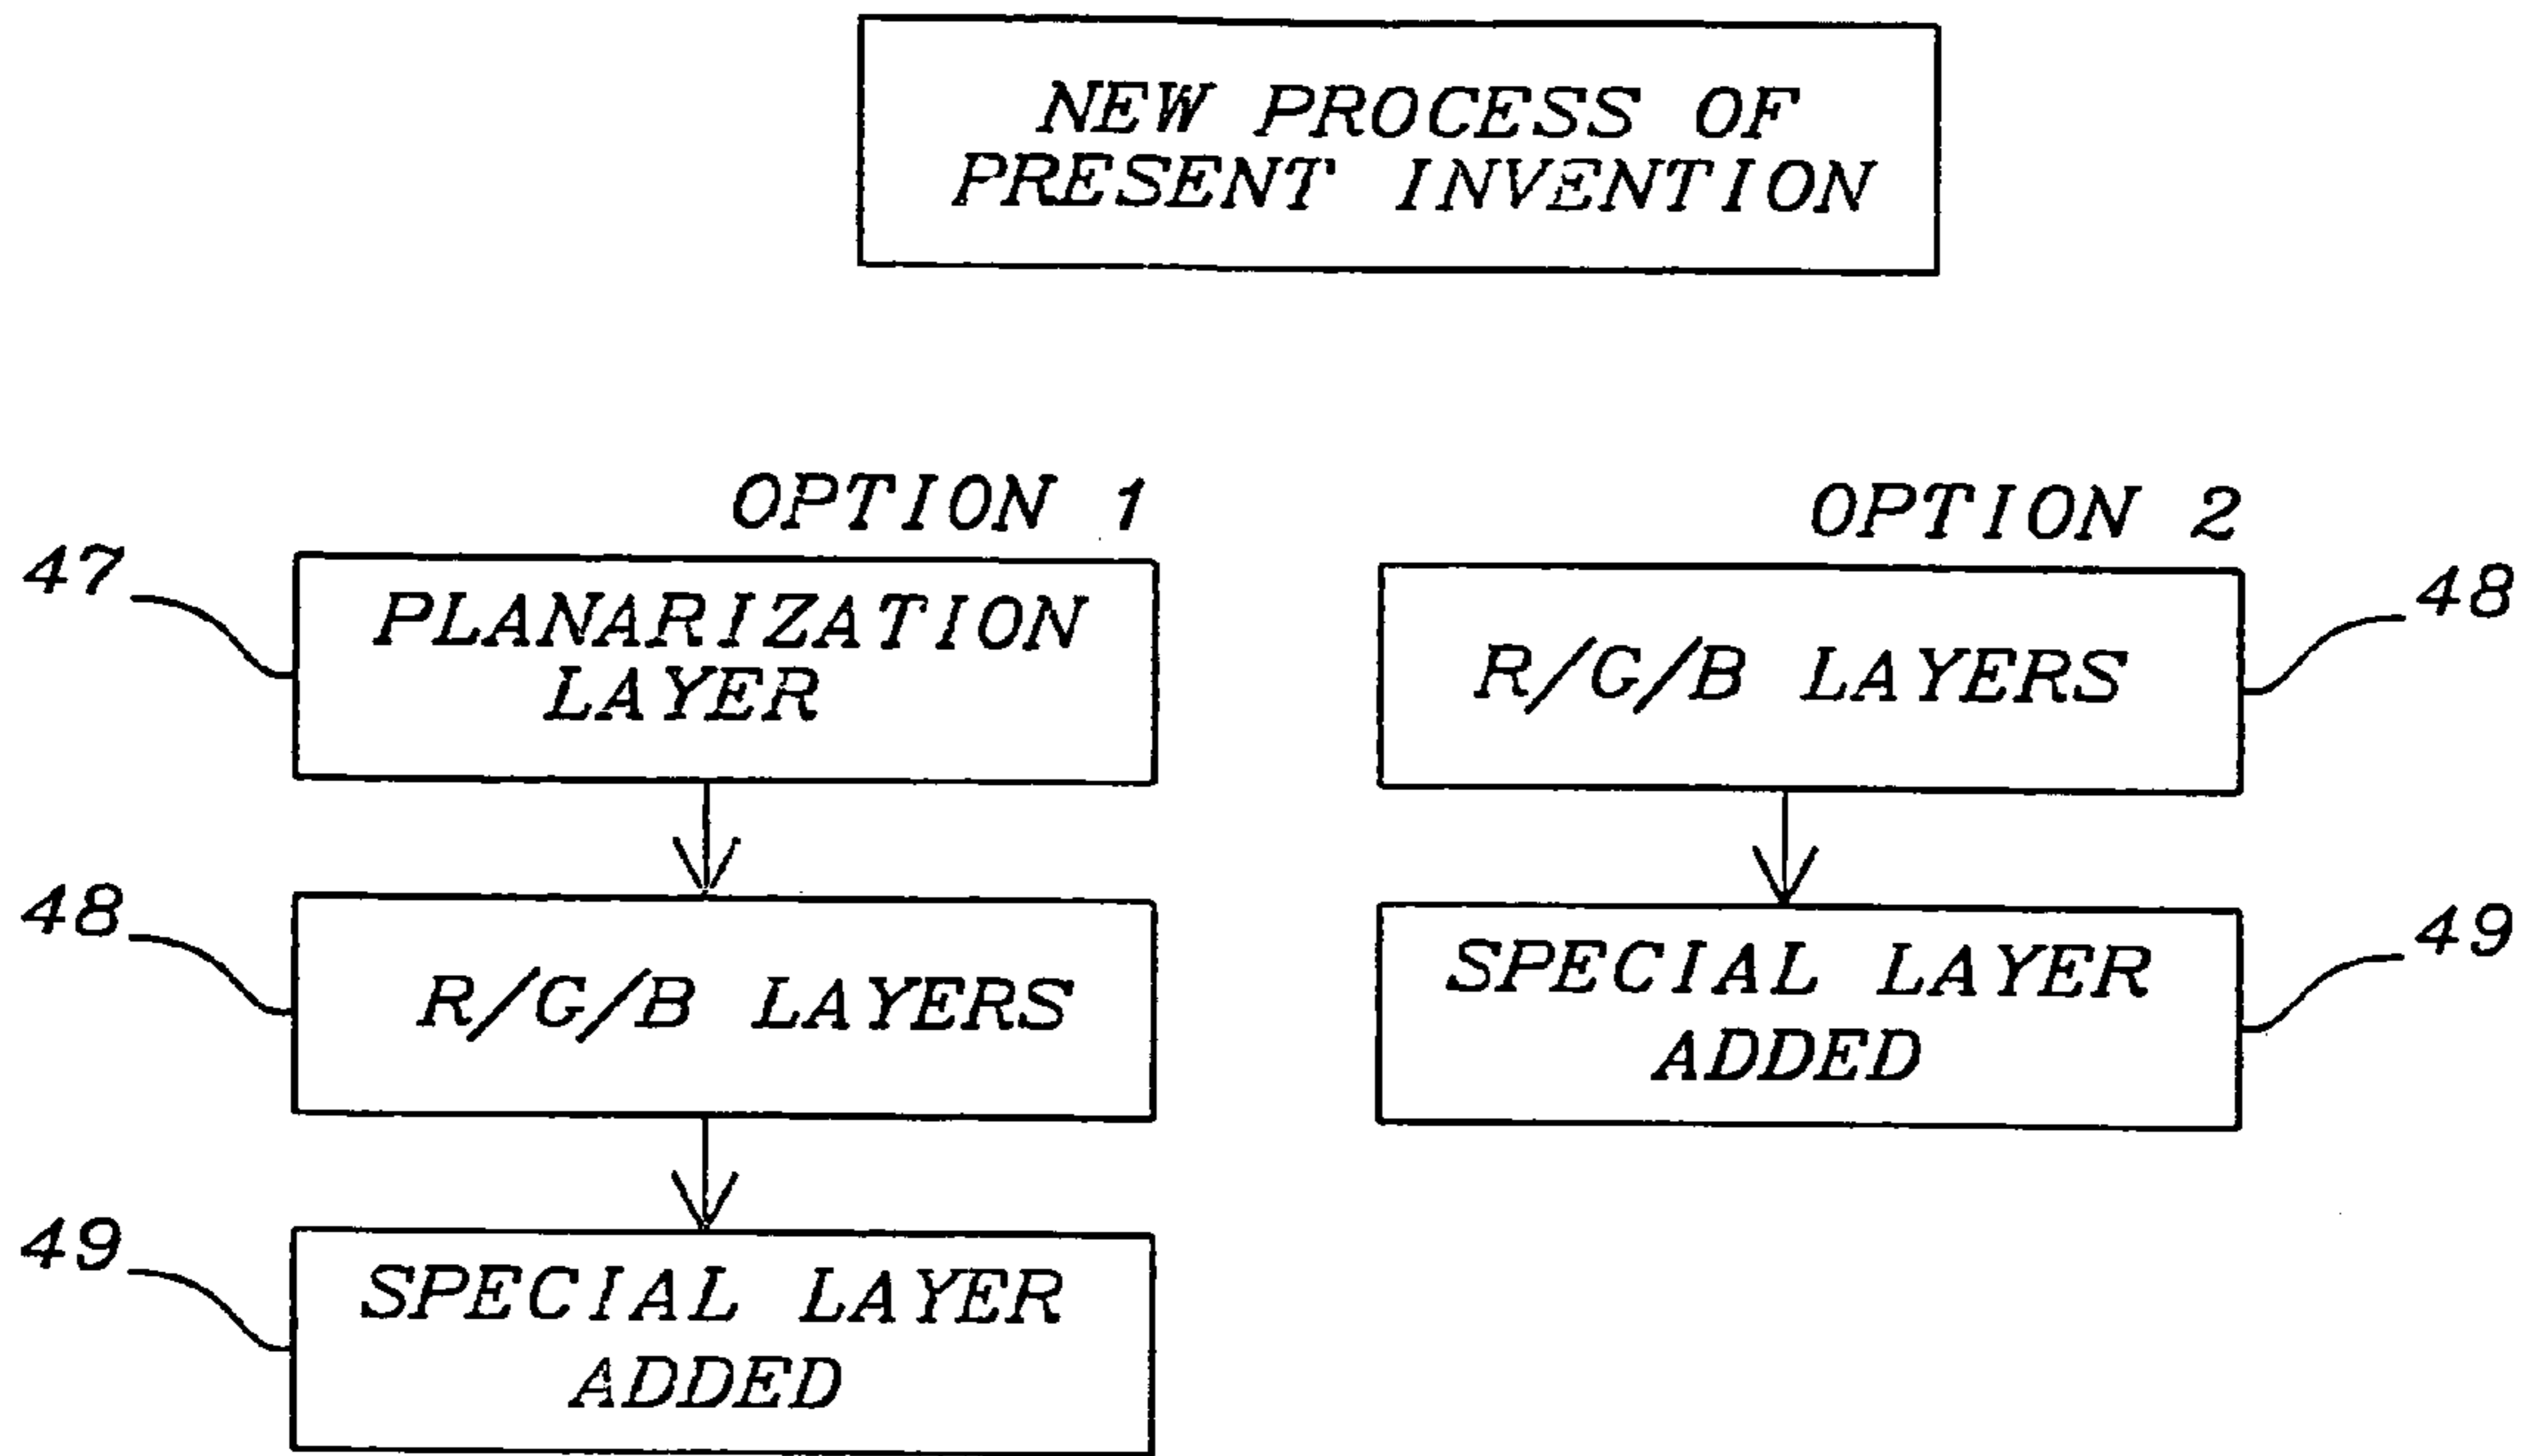 NEW PROCESS OF
PRESENT INVENTION
OPTION 1
47
PLANARIZATION
LAYER
48
R/G/B LAYERS
49
SPECIAL LAYER
ADDED
OPTION 2
48
R/G/B LAYERS
49
SPECIAL LAYER
ADDED